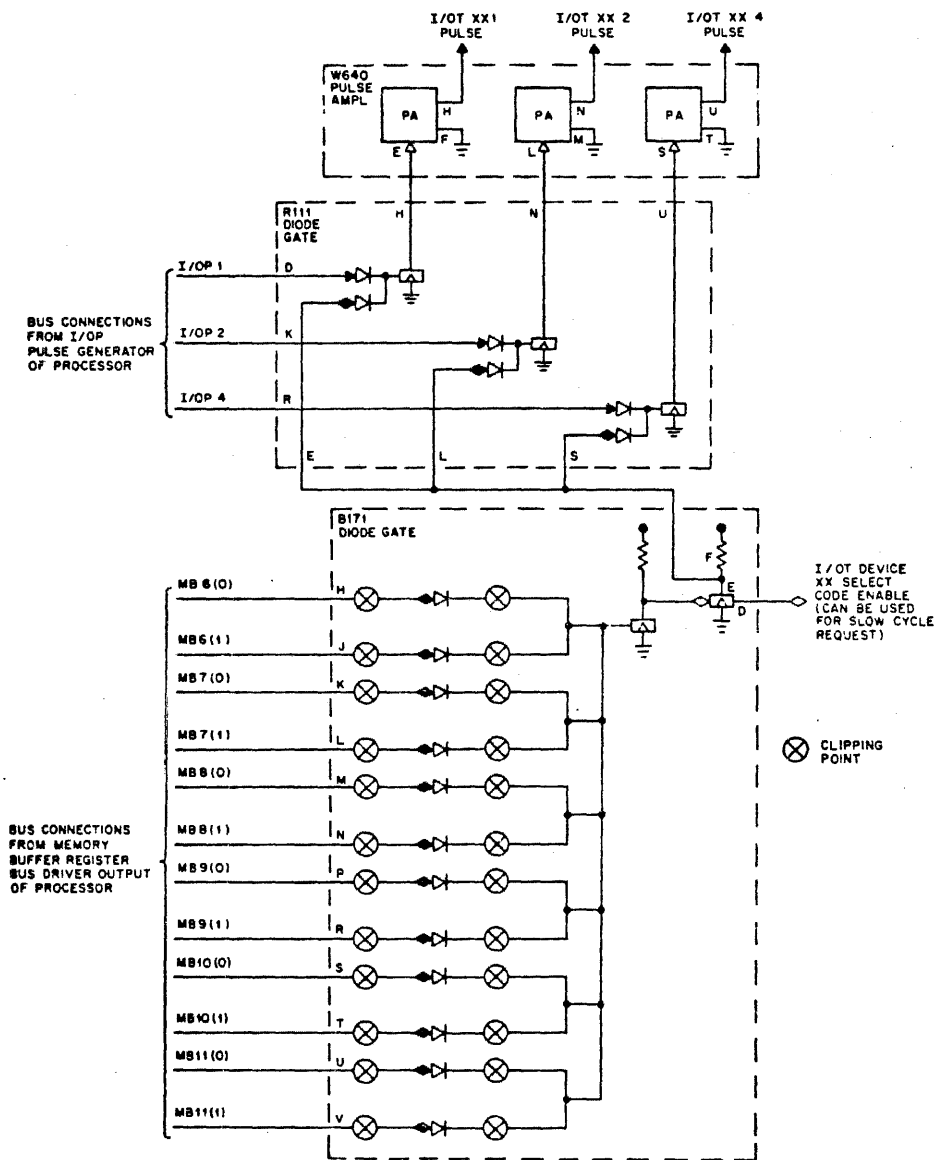 I/OT XX1
PULSE
I/OT XX 2
PULSE
I/OT XX 4
PULSE
W640
PULSE
AMPL
PA
H
F
E
PA
N
M
L
PA
U
T
S
R111
DIODE
GATE
H
N
U
I/OP 1
D
I/OP 2
K
I/OP 4
R
BUS CONNECTIONS
FROM I/OP
PULSE GENERATOR
OF PROCESSOR
E
L
S
B171
DIODE GATE
F
E
D
I/OT DEVICE
XX SELECT
CODE ENABLE
(CAN BE USED
FOR SLOW CYCLE
REQUEST)
MB6(0)
H
MB6(1)
J
MB7(0)
K
MB7(1)
L
MB8(0)
M
MB8(1)
N
MB9(0)
P
MB9(1)
R
MB10(0)
S
MB10(1)
T
MB11(0)
U
MB11(1)
V
CLIPPING
POINT
BUS CONNECTIONS
FROM MEMORY
BUFFER REGISTER
BUS DRIVER OUTPUT
OF PROCESSOR